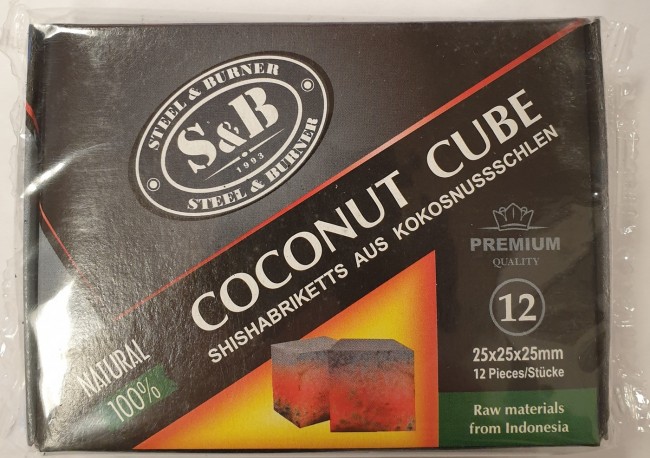 STEEL & BURNER
S&B
1993
STEEL & BURNER
COCONUT CUBE
SHISHABRIKETTS AUS KOKOSNUSSSCHLEN
PREMIUM
QUALITY
12
25x25x25mm
12 Pieces/Stücke
NATURAL
100%
Raw materials
from Indonesia